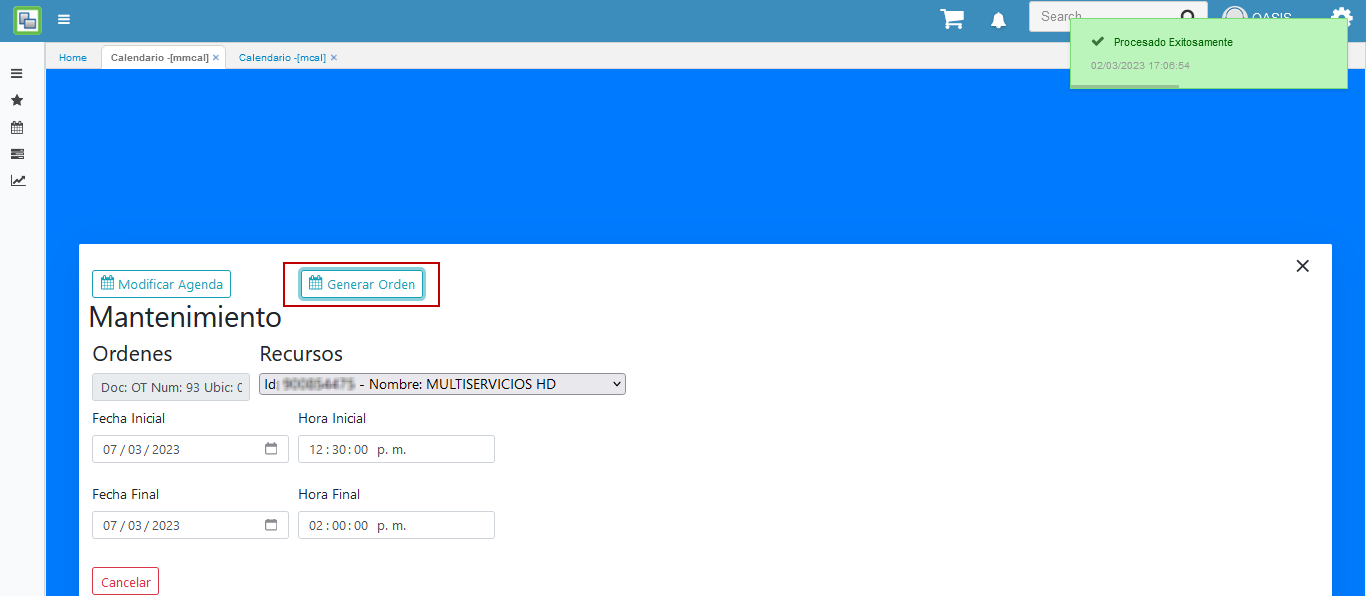 Search
OASIS
Procesado Exitosamente
02/03/2023 17:06:54
Home
Calendario -[mmcal] ×
Calendario -[mcal] ×
Modificar Agenda
Generar Orden
Mantenimiento
Ordenes
Recursos
Doc: OT Num: 93 Ubic:
Id: - Nombre: MULTISERVICIOS HD
Fecha Inicial
Hora Inicial
07/03/2023
12:30:00 p. m.
Fecha Final
Hora Final
07/03/2023
02:00:00 p. m.
Cancelar